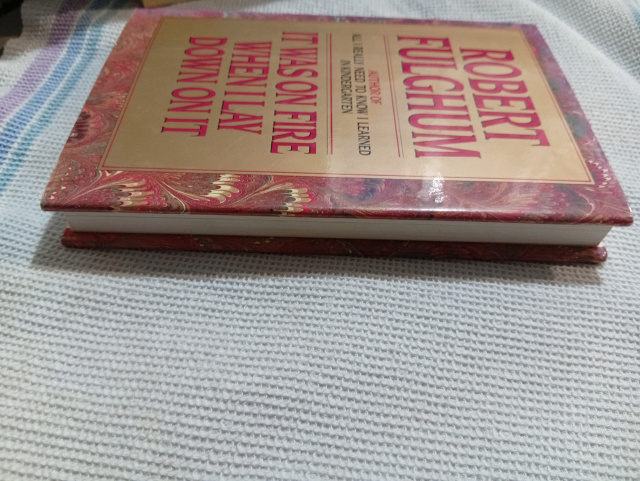 ROBERT
FULGHUM
AUTHOR OF
ALL I REALLY NEED TO KNOW I LEARNED
IN KINDERGARTEN
IT WAS ON FIRE
WHEN I LAY
DOWN ON IT